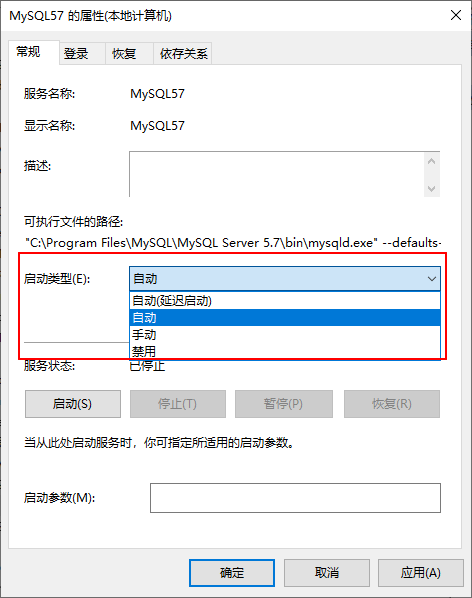 MySQL57 的属性(本地计算机)
常规 登录 恢复 依存关系
服务名称: MySQL57
显示名称: MySQL57
描述:
可执行文件的路径:
"C:\Program Files\MySQL\MySQL Server 5.7\bin\mysqld.exe" --defaults-
启动类型(E): 自动
自动(延迟启动)
自动
手动
禁用
服务状态: 已停止
启动(S) 停止(T) 暂停(P) 恢复(R)
当从此处启动服务时，你可指定所适用的启动参数。
启动参数(M):
确定 取消 应用(A)